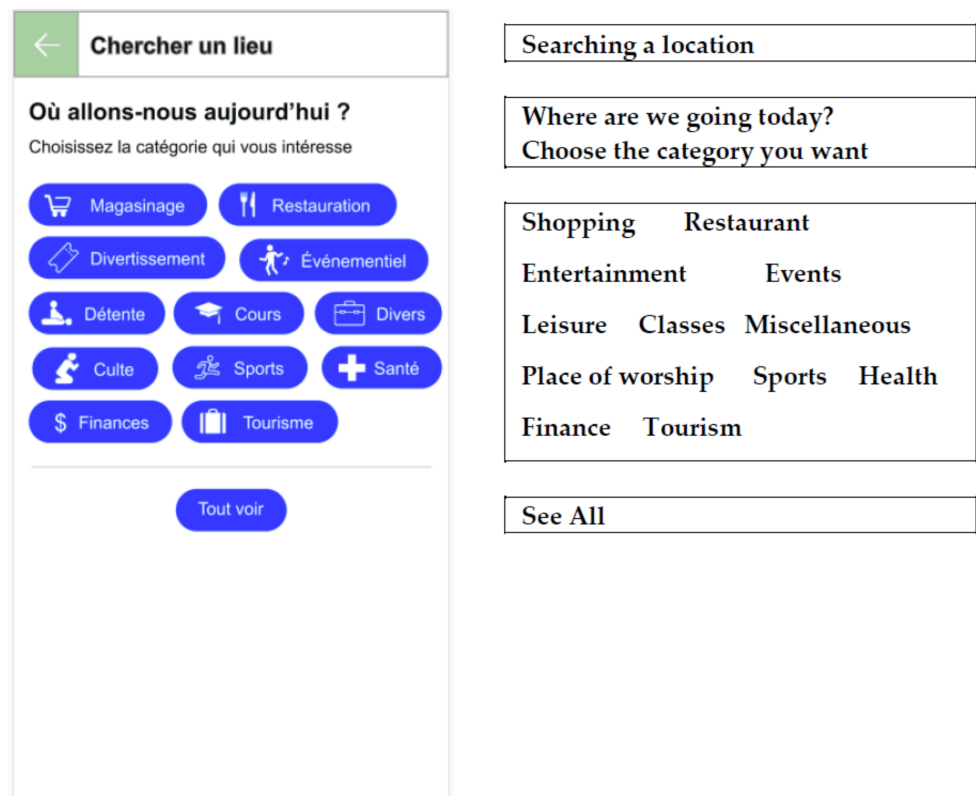 Chercher un lieu
Où allons-nous aujourd'hui ?
Choisissez la catégorie qui vous intéresse
Magasinage Restauration
Divertissement Événementiel
Détente Cours Divers
Culte Sports Santé
$ Finances Tourisme
Tout voir
Searching a location
Where are we going today?
Choose the category you want
Shopping Restaurant
Entertainment Events
Leisure Classes Miscellaneous
Place of worship Sports Health
Finance Tourism
See All